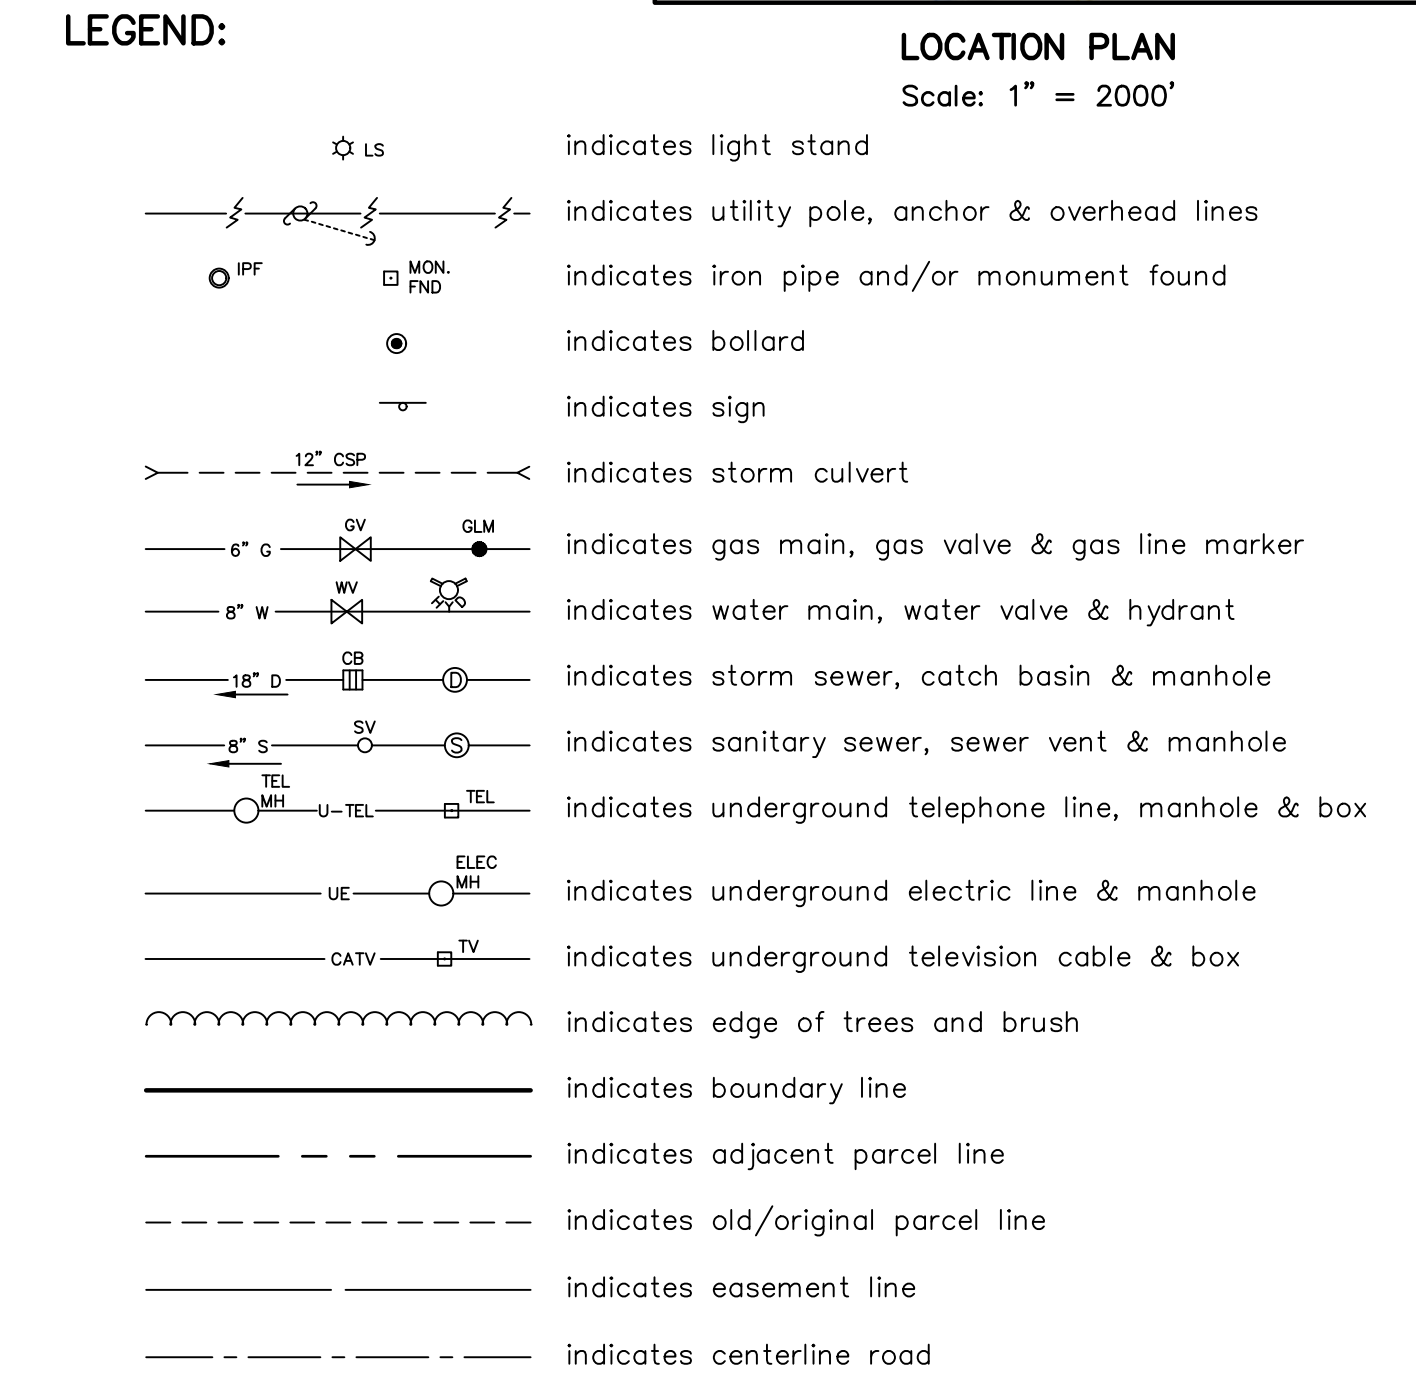 LEGEND:
LOCATION PLAN
Scale: 1" = 2000'
LS indicates light stand
indicates utility pole, anchor & overhead lines
IPF MON. FND indicates iron pipe and/or monument found
indicates bollard
indicates sign
12" CSP indicates storm culvert
GV GLM
6" G indicates gas main, gas valve & gas line marker
WV
8" W HYD indicates water main, water valve & hydrant
CB
18" D D indicates storm sewer, catch basin & manhole
SV
8" S S indicates sanitary sewer, sewer vent & manhole
TEL MH U-TEL TEL indicates underground telephone line, manhole & box
ELEC MH
UE indicates underground electric line & manhole
CATV TV indicates underground television cable & box
indicates edge of trees and brush
indicates boundary line
indicates adjacent parcel line
indicates old/original parcel line
indicates easement line
indicates centerline road